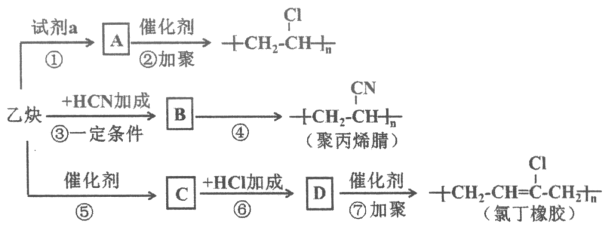 试剂a
①
A
催化剂
②加聚
Cl
-[CH₂-CH]-n
乙炔
+HCN加成
③一定条件
B
④
CN
-[CH₂-CH]-n
(聚丙烯腈)
催化剂
⑤
C
+HCl加成
⑥
D
催化剂
⑦加聚
Cl
-[CH₂-CH=C-CH₂]-n
(氯丁橡胶)